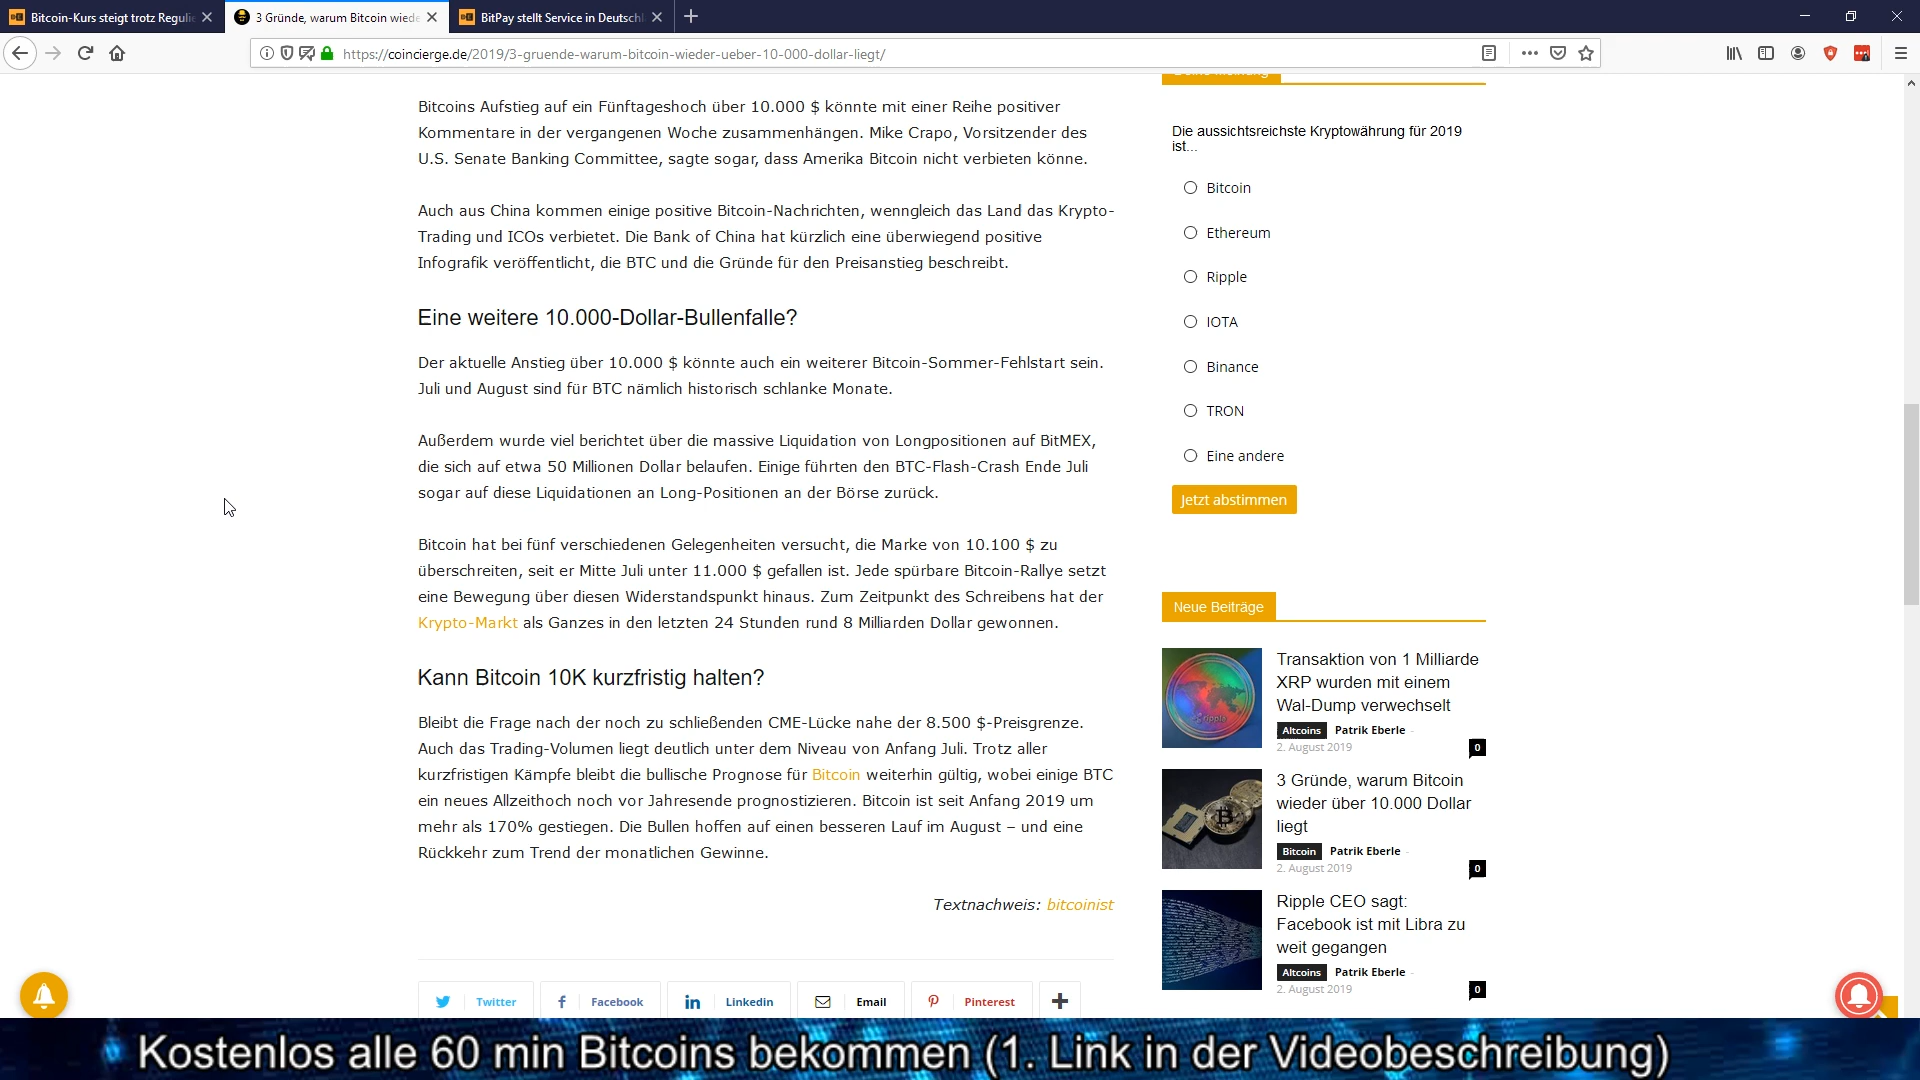 Bitcoin-Kurs steigt trotz Regulie
3 Gründe, warum Bitcoin wiede
BitPay stellt Service in Deutschl
https://coincierge.de/2019/3-gruende-warum-bitcoin-wieder-ueber-10-000-dollar-liegt/
Bitcoins Aufstieg auf ein Fünftageshoch über 10.000 $ könnte mit einer Reihe positiver
Kommentare in der vergangenen Woche zusammenhängen. Mike Crapo, Vorsitzender des
U.S. Senate Banking Committee, sagte sogar, dass Amerika Bitcoin nicht verbieten könne.
Auch aus China kommen einige positive Bitcoin-Nachrichten, wenngleich das Land das Krypto-
Trading und ICOs verbietet. Die Bank of China hat kürzlich eine überwiegend positive
Infografik veröffentlicht, die BTC und die Gründe für den Preisanstieg beschreibt.
Eine weitere 10.000-Dollar-Bullenfalle?
Der aktuelle Anstieg über 10.000 $ könnte auch ein weiterer Bitcoin-Sommer-Fehlstart sein.
Juli und August sind für BTC nämlich historisch schlanke Monate.
Außerdem wurde viel berichtet über die massive Liquidation von Longpositionen auf BitMEX,
die sich auf etwa 50 Millionen Dollar belaufen. Einige führten den BTC-Flash-Crash Ende Juli
sogar auf diese Liquidationen an Long-Positionen an der Börse zurück.
Bitcoin hat bei fünf verschiedenen Gelegenheiten versucht, die Marke von 10.100 $ zu
überschreiten, seit er Mitte Juli unter 11.000 $ gefallen ist. Jede spürbare Bitcoin-Rallye setzt
eine Bewegung über diesen Widerstandspunkt hinaus. Zum Zeitpunkt des Schreibens hat der
Krypto-Markt als Ganzes in den letzten 24 Stunden rund 8 Milliarden Dollar gewonnen.
Kann Bitcoin 10K kurzfristig halten?
Bleibt die Frage nach der noch zu schließenden CME-Lücke nahe der 8.500 $-Preisgrenze.
Auch das Trading-Volumen liegt deutlich unter dem Niveau von Anfang Juli. Trotz aller
kurzfristigen Kämpfe bleibt die bullische Prognose für Bitcoin weiterhin gültig, wobei einige BTC
ein neues Allzeithoch noch vor Jahresende prognostizieren. Bitcoin ist seit Anfang 2019 um
mehr als 170% gestiegen. Die Bullen hoffen auf einen besseren Lauf im August – und eine
Rückkehr zum Trend der monatlichen Gewinne.
Textnachweis: bitcoinist
Twitter
Facebook
Linkedin
Email
Pinterest
Die aussichtsreichste Kryptowährung für 2019
ist...
Bitcoin
Ethereum
Ripple
IOTA
Binance
TRON
Eine andere
Jetzt abstimmen
Neue Beiträge
Transaktion von 1 Milliarde
XRP wurden mit einem
Wal-Dump verwechselt
Altcoins Patrik Eberle -
2. August 2019
0
3 Gründe, warum Bitcoin
wieder über 10.000 Dollar
liegt
Bitcoin Patrik Eberle -
2. August 2019
0
Ripple CEO sagt:
Facebook ist mit Libra zu
weit gegangen
Altcoins Patrik Eberle -
2. August 2019
0
Kostenlos alle 60 min Bitcoins bekommen (1. Link in der Videobeschreibung)